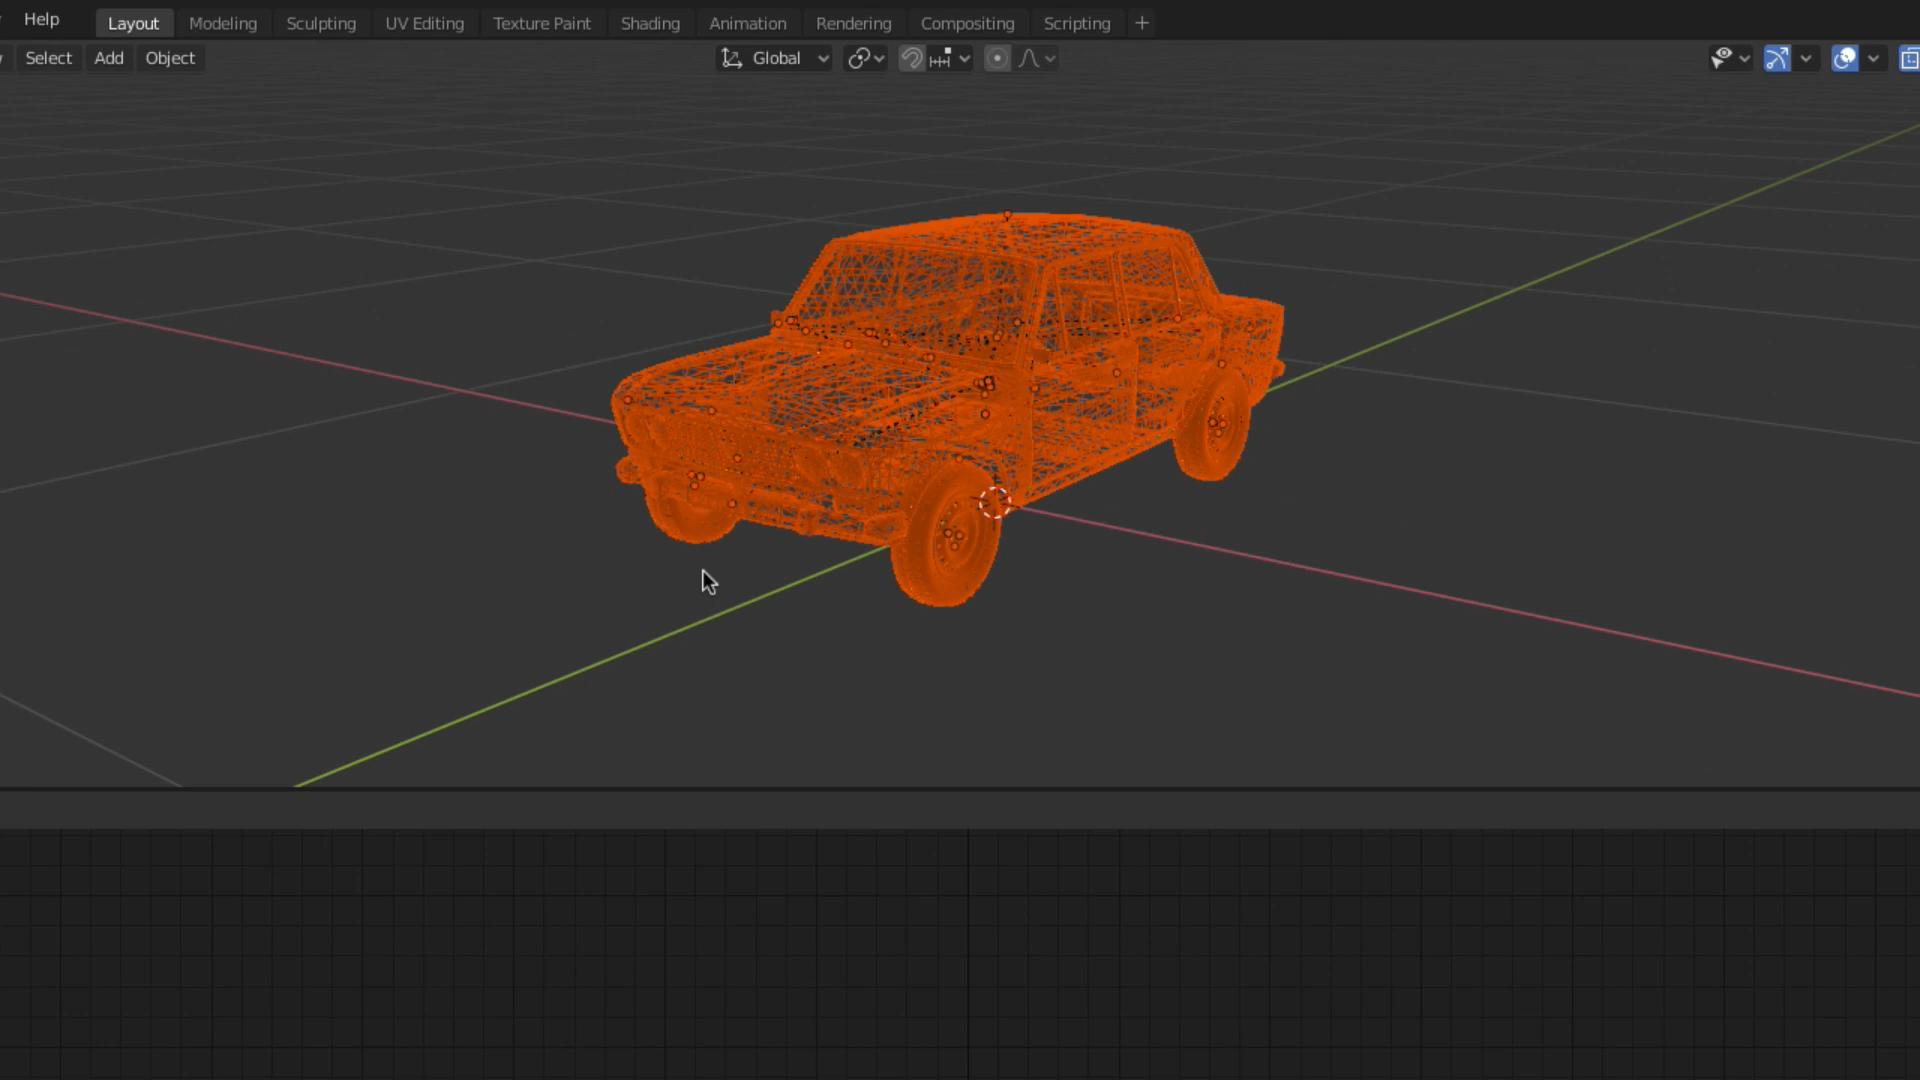 Help Layout Modeling Sculpting UV Editing Texture Paint Shading Animation Rendering Compositing Scripting +
Select Add Object Global